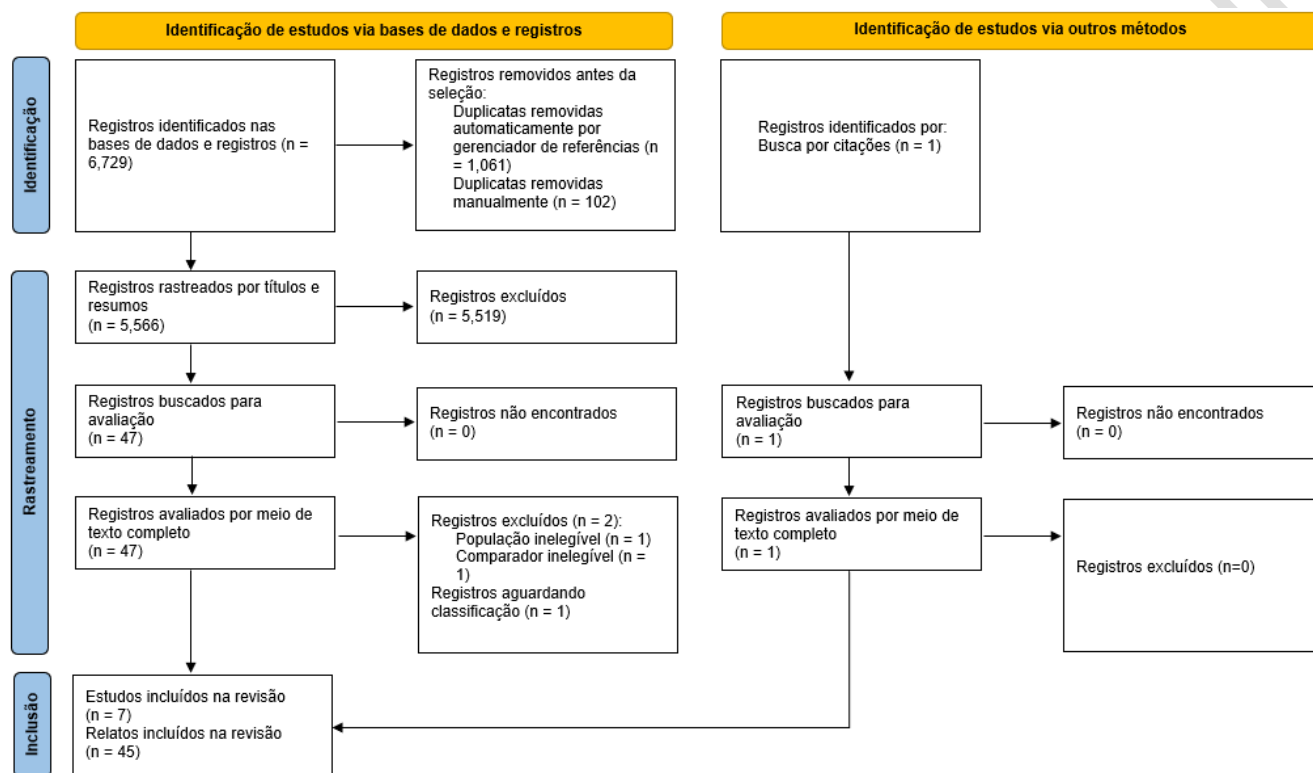 Identificação de estudos via bases de dados e registros
Identificação de estudos via outros métodos
Identificação
Registros identificados nas
bases de dados e registros (n =
6,729)
Registros removidos antes da
seleção:
Duplicatas removidas
automaticamente por
gerenciador de referências (n
= 1,061)
Duplicatas removidas
manualmente (n = 102)
Registros identificados por:
Busca por citações (n = 1)
Rastreamento
Registros rastreados por títulos e
resumos
(n = 5,566)
Registros excluídos
(n = 5,519)
Registros buscados para
avaliação
(n = 47)
Registros não encontrados
(n = 0)
Registros buscados para
avaliação
(n = 1)
Registros não encontrados
(n = 0)
Registros avaliados por meio de
texto completo
(n = 47)
Registros excluídos (n = 2):
População inelegível (n = 1)
Comparador inelegível (n =
1)
Registros aguardando
classificação (n = 1)
Registros avaliados por meio de
texto completo
(n = 1)
Registros excluídos (n=0)
Inclusão
Estudos incluídos na revisão
(n = 7)
Relatos incluídos na revisão
(n = 45)